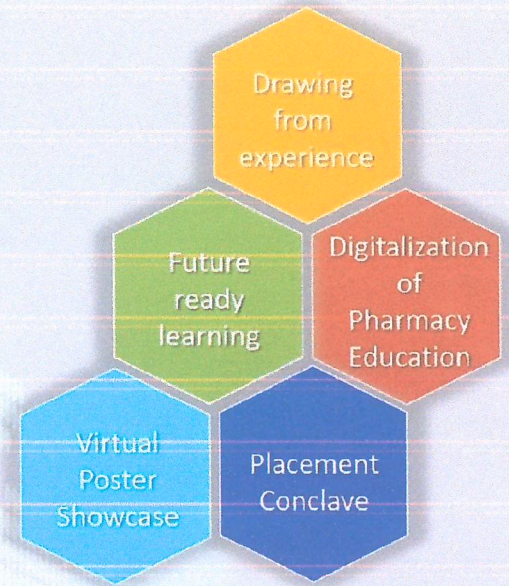 Drawing
from
experience
Future
ready
learning
Digitalization
of
Pharmacy
Education
Virtual
Poster
Showcase
Placement
Conclave